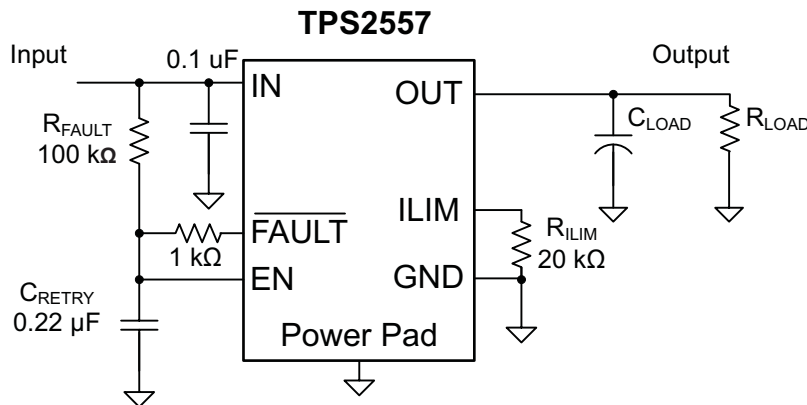 TPS2557
Input
0.1 uF
Output
IN
OUT
R_FAULT
100 kΩ
C_LOAD
R_LOAD
ILIM
FAULT
R_ILIM
20 kΩ
1 kΩ
EN
GND
C_RETRY
0.22 µF
Power Pad